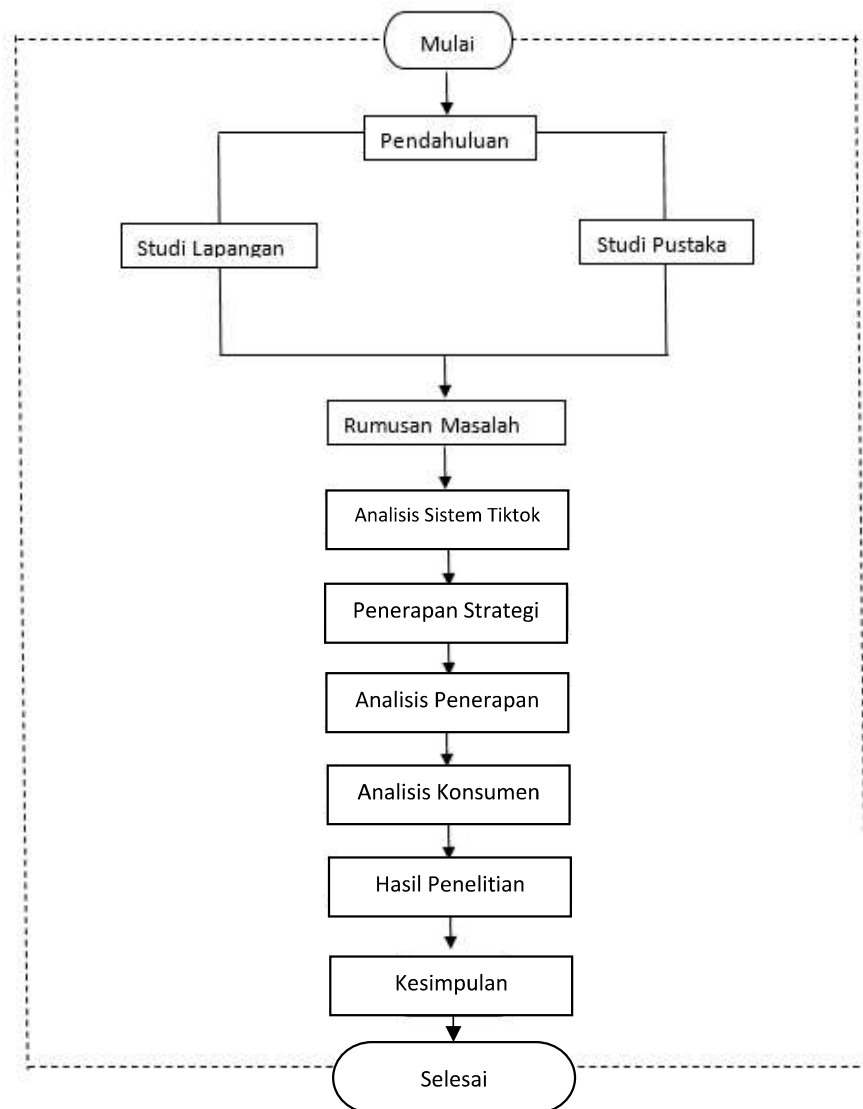 Mulai
Pendahuluan
Studi Lapangan
Studi Pustaka
Rumusan Masalah
Analisis Sistem Tiktok
Penerapan Strategi
Analisis Penerapan
Analisis Konsumen
Hasil Penelitian
Kesimpulan
Selesai